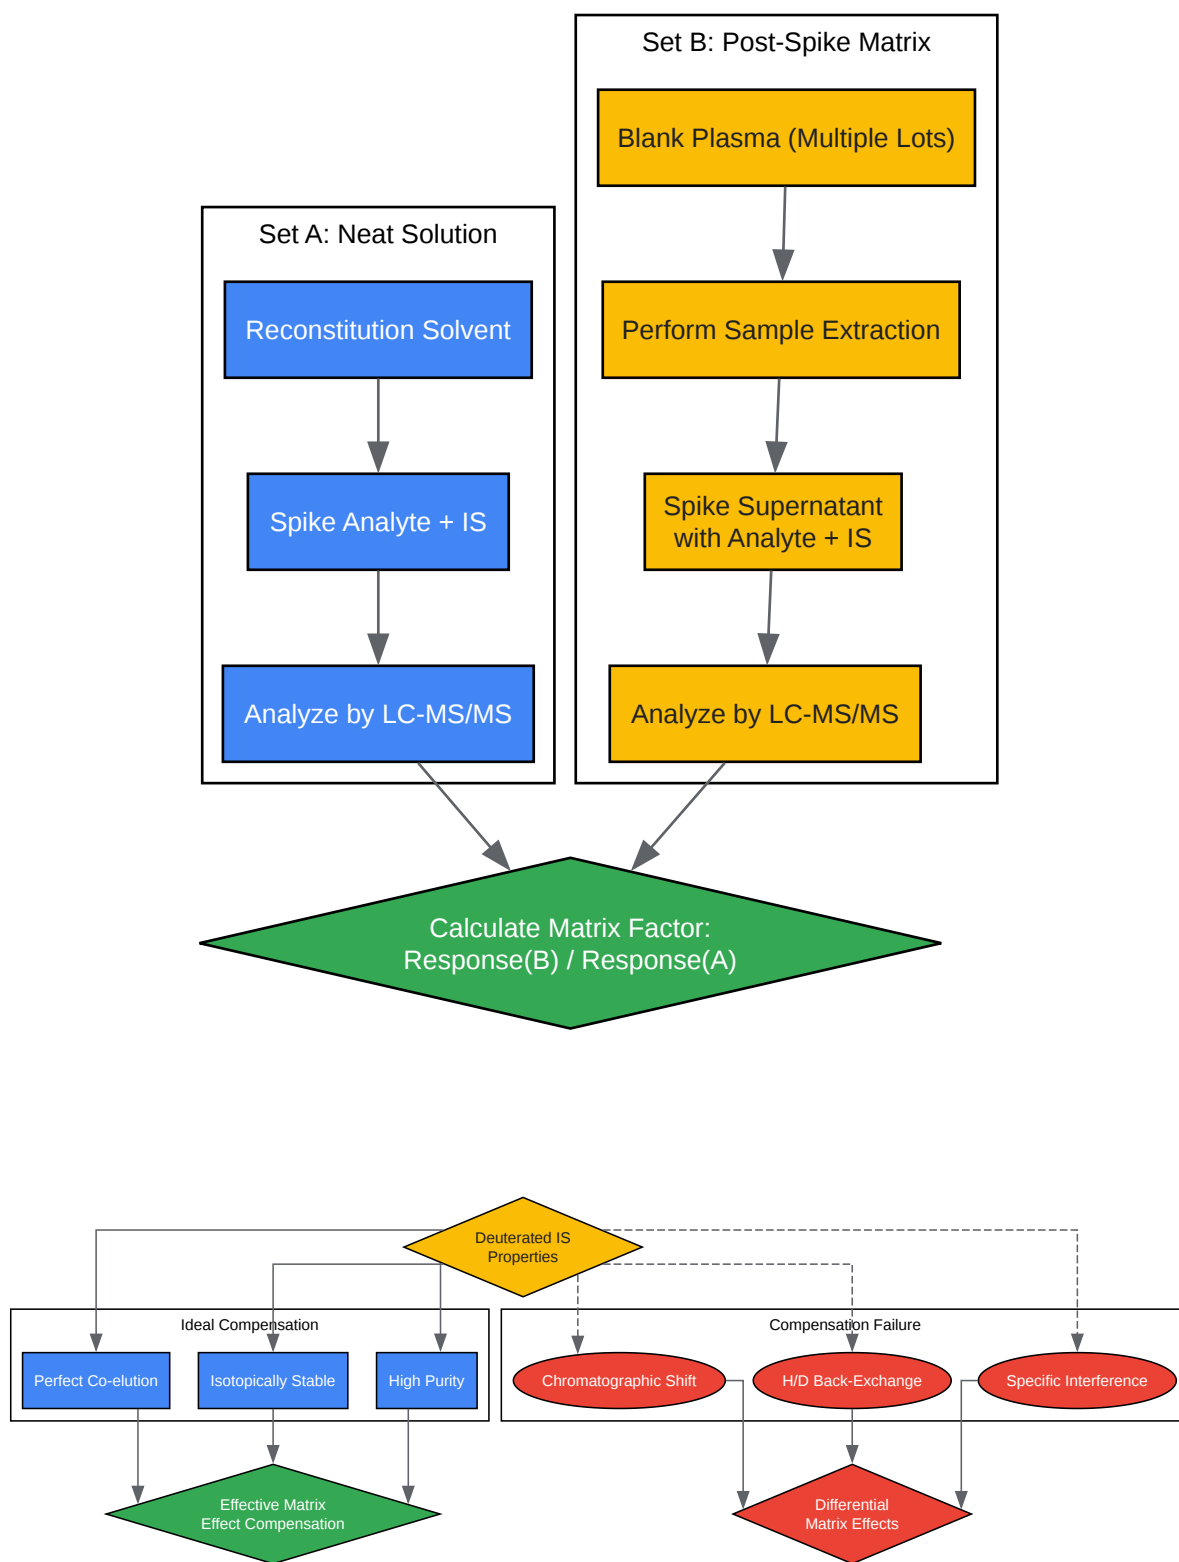 Set B: Post-Spike Matrix
Blank Plasma (Multiple Lots)
Set A: Neat Solution
Reconstitution Solvent
Perform Sample Extraction
Spike Analyte + IS
Spike Supernatant
with Analyte + IS
Analyze by LC-MS/MS
Analyze by LC-MS/MS
Calculate Matrix Factor:
Response(B) / Response(A)
Deuterated IS
Properties
Ideal Compensation
Compensation Failure
Perfect Co-elution
Isotopically Stable
High Purity
Chromatographic Shift
H/D Back-Exchange
Specific Interference
Effective Matrix
Effect Compensation
Differential
Matrix Effects